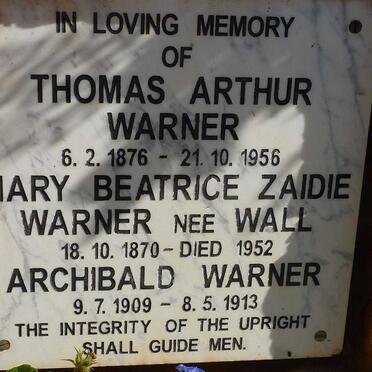 IN LOVING MEMORY
OF
THOMAS ARTHUR
WARNER
6. 2. 1876 - 21. 10. 1956
MARY BEATRICE ZAIDIE
WARNER NEE WALL
18. 10. 1870 - DIED 1952
ARCHIBALD WARNER
9. 7. 1909 - 8. 5. 1913
THE INTEGRITY OF THE UPRIGHT
SHALL GUIDE MEN.